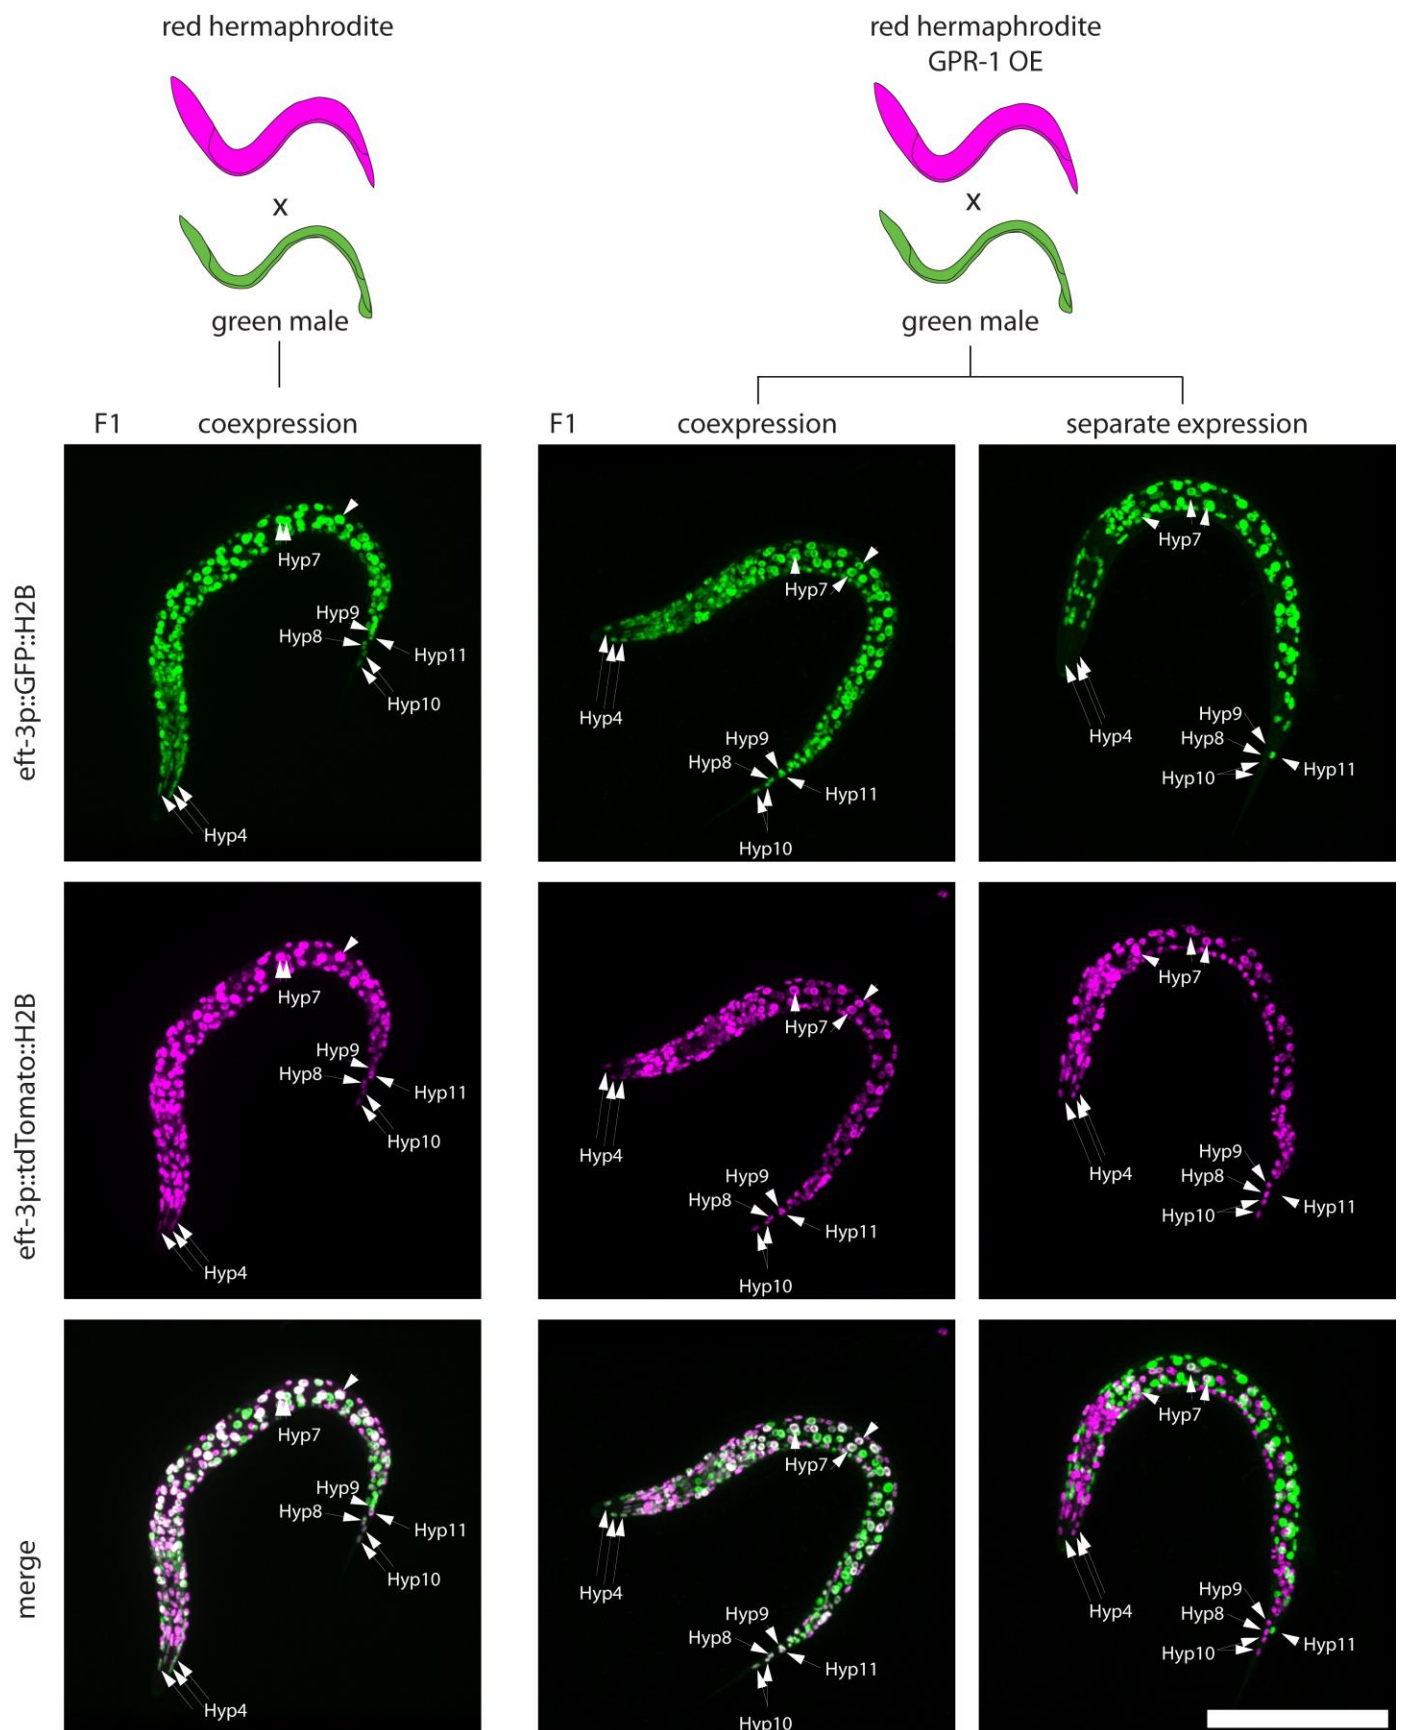 red hermaphrodite
red hermaphrodite
GPR-1 OE
x
x
green male
green male
F1 coexpression
F1 coexpression
separate expression
eft-3p::GFP::H2B
Hyp7
Hyp9
Hyp8
Hyp11
Hyp10
Hyp4
Hyp7
Hyp4
Hyp9
Hyp8
Hyp11
Hyp10
Hyp7
Hyp4
Hyp9
Hyp8
Hyp10
Hyp11
eft-3p::tdTomato::H2B
Hyp7
Hyp9
Hyp8
Hyp11
Hyp10
Hyp4
Hyp7
Hyp4
Hyp9
Hyp8
Hyp11
Hyp10
Hyp7
Hyp4
Hyp9
Hyp8
Hyp10
Hyp11
merge
Hyp7
Hyp9
Hyp8
Hyp11
Hyp10
Hyp4
Hyp7
Hyp4
Hyp9
Hyp8
Hyp11
Hyp10
Hyp7
Hyp4
Hyp9
Hyp8
Hyp10
Hyp11